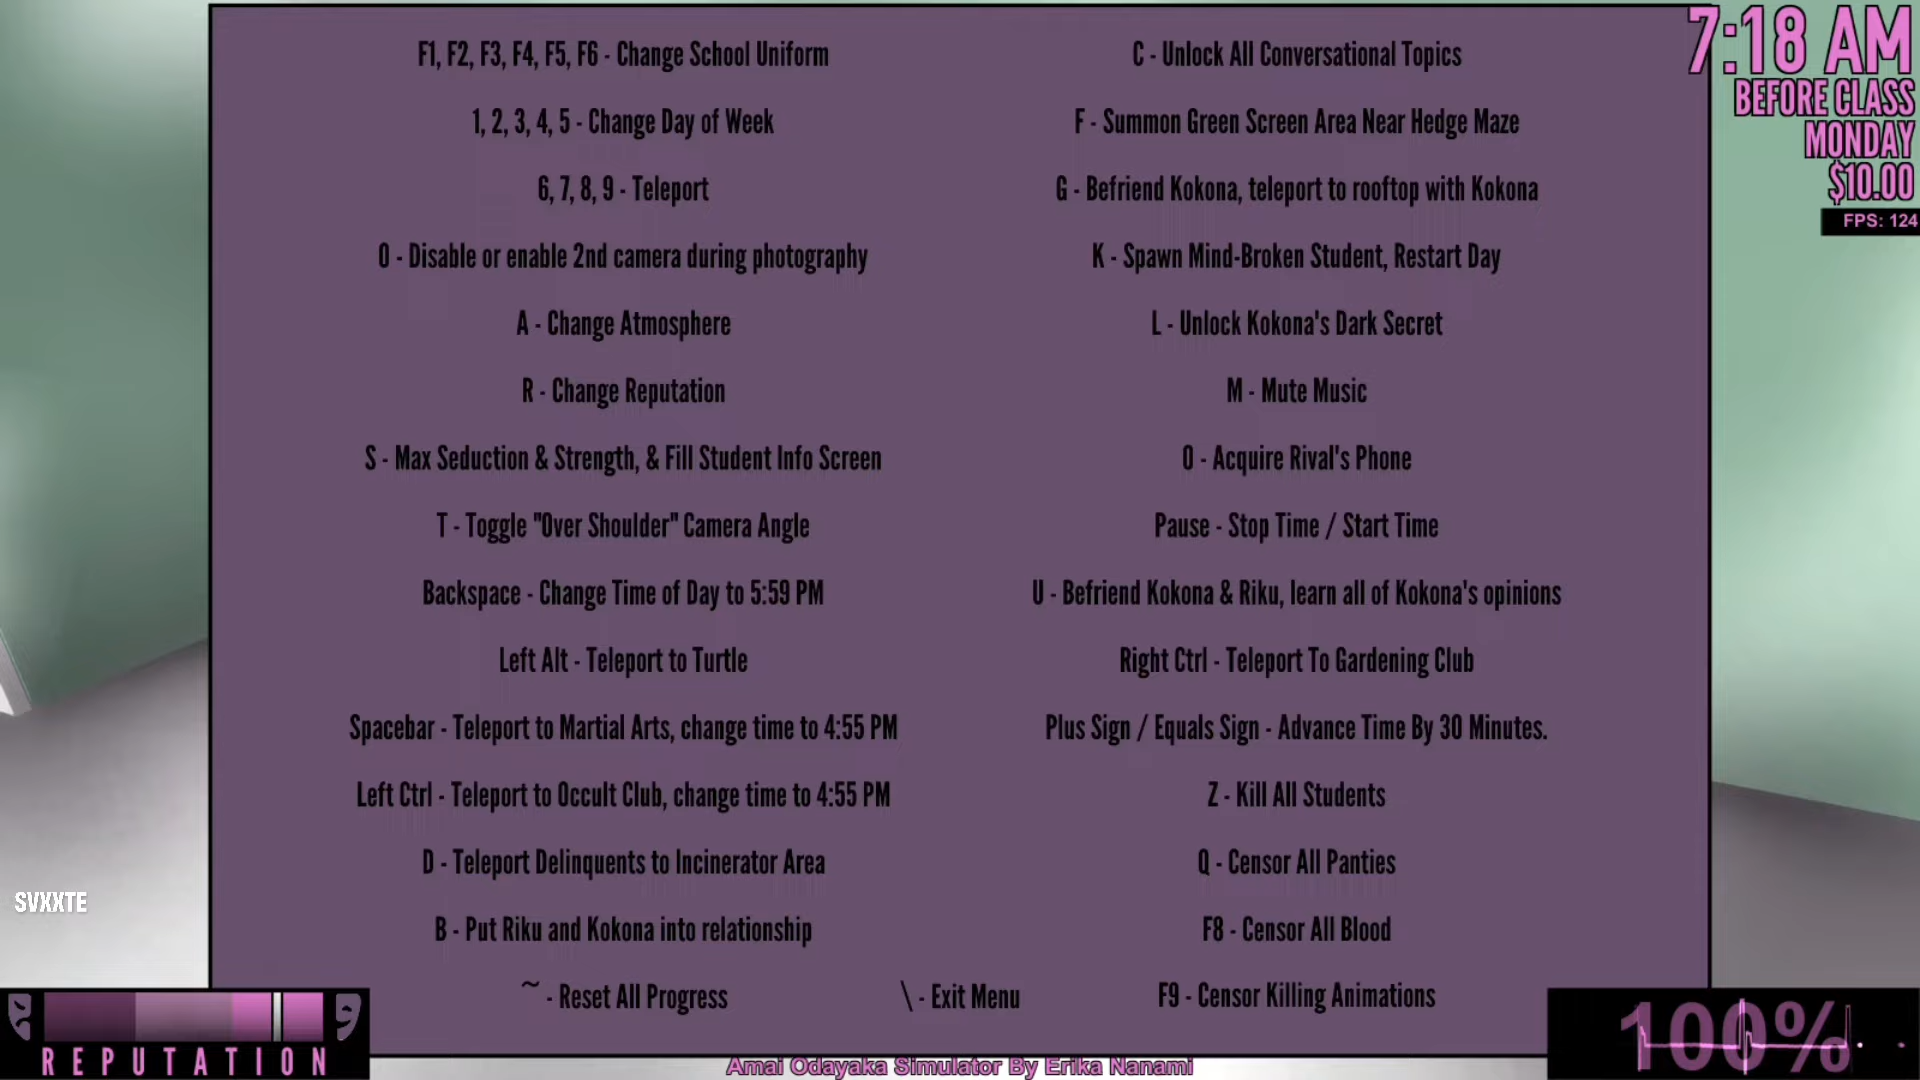 F1, F2, F3, F4, F5, F6 - Change School Uniform
1, 2, 3, 4, 5 - Change Day of Week
6, 7, 8, 9 - Teleport
0 - Disable or enable 2nd camera during photography
A - Change Atmosphere
R - Change Reputation
S - Max Seduction & Strength, & Fill Student Info Screen
T - Toggle "Over Shoulder" Camera Angle
Backspace - Change Time of Day to 5:59 PM
Left Alt - Teleport to Turtle
Spacebar - Teleport to Martial Arts, change time to 4:55 PM
Left Ctrl - Teleport to Occult Club, change time to 4:55 PM
D - Teleport Delinquents to Incinerator Area
B - Put Riku and Kokona into relationship
~ - Reset All Progress
\ - Exit Menu
C - Unlock All Conversational Topics
F - Summon Green Screen Area Near Hedge Maze
G - Befriend Kokona, teleport to rooftop with Kokona
K - Spawn Mind-Broken Student, Restart Day
L - Unlock Kokona's Dark Secret
M - Mute Music
O - Acquire Rival's Phone
Pause - Stop Time / Start Time
U - Befriend Kokona & Riku, learn all of Kokona's opinions
Right Ctrl - Teleport To Gardening Club
Plus Sign / Equals Sign - Advance Time By 30 Minutes.
Z - Kill All Students
Q - Censor All Panties
F8 - Censor All Blood
F9 - Censor Killing Animations
7:18 AM
BEFORE CLASS
MONDAY
$10.00
FPS: 124
SVXXTE
REPUTATION
Amai Odayaka Simulator By Erika Nanami
100%